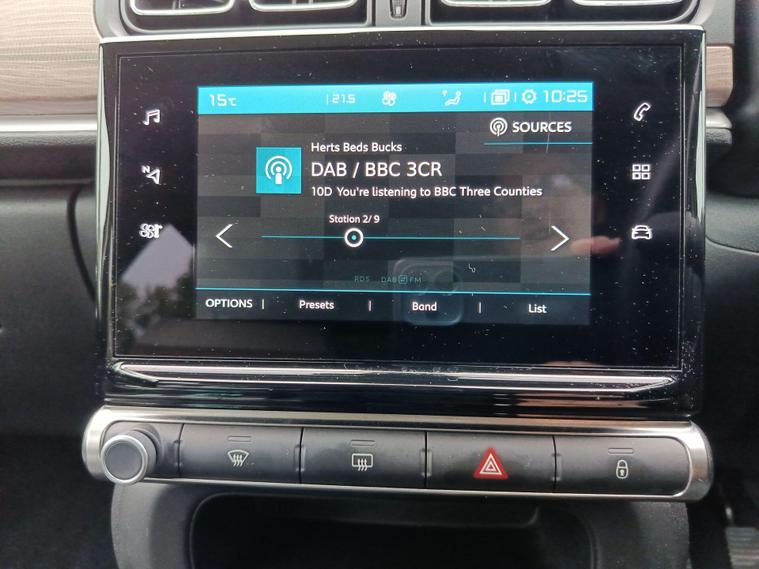 15°C 21.5 10:25
SOURCES
N
Herts Beds Bucks
DAB / BBC 3CR
10D You're listening to BBC Three Counties
Station 2/ 9
RDS DAB FM
OPTIONS | Presets | Band | List